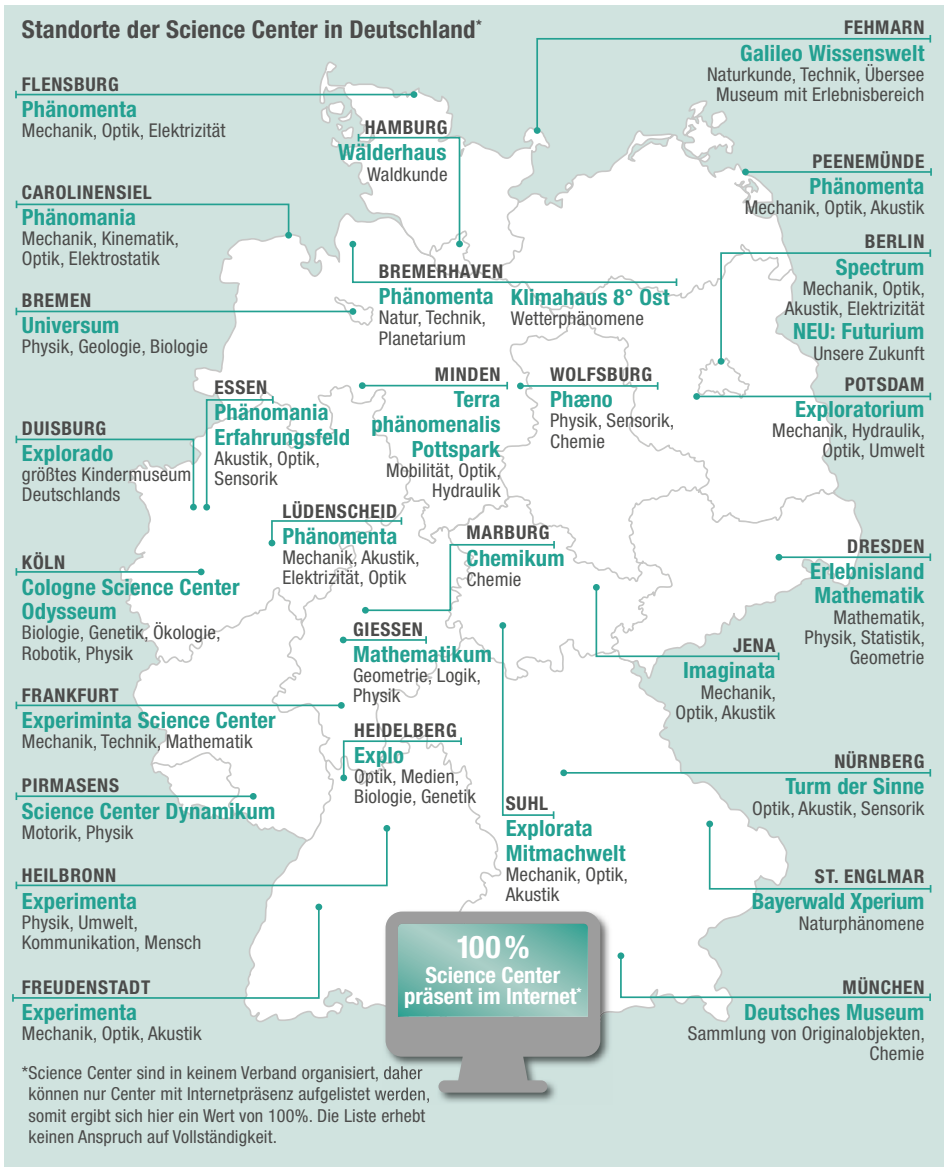 Standorte der Science Center in Deutschland*
FLENSBURG
Phänomenta
Mechanik, Optik, Elektrizität
CAROLINENSIEL
Phänomania
Mechanik, Kinematik,
Optik, Elektrostatik
BREMEN
Universum
Physik, Geologie, Biologie
DUISBURG
Explorado
größtes Kindermuseum
Deutschlands
KÖLN
Cologne Science Center
Odysseum
Biologie, Genetik, Ökologie,
Robotik, Physik
FRANKFURT
Experiminta Science Center
Mechanik, Technik, Mathematik
PIRMASENS
Science Center Dynamikum
Motorik, Physik
HEILBRONN
Experimenta
Physik, Umwelt,
Kommunikation, Mensch
FREUDENSTADT
Experimenta
Mechanik, Optik, Akustik
HAMBURG
Wälderhaus
Waldkunde
BREMERHAVEN
Phänomenta
Natur, Technik,
Planetarium
Klimahaus 8° Ost
Wetterphänomene
ESSEN
Phänomania
Erfahrungsfeld
Akustik, Optik,
Sensorik
MINDEN
Terra
phänomenalis
Pottspark
Mobilität, Optik,
Hydraulik
WOLFSBURG
Phæno
Physik, Sensorik,
Chemie
LÜDENSCHEID
Phänomenta
Mechanik, Akustik,
Elektrizität, Optik
MARBURG
Chemikum
Chemie
GIESSEN
Mathematikum
Geometrie, Logik,
Physik
HEIDELBERG
Explo
Optik, Medien,
Biologie, Genetik
SUHL
Explorata
Mitmachwelt
Mechanik, Optik,
Akustik
FEHMARN
Galileo Wissenswelt
Naturkunde, Technik, Übersee
Museum mit Erlebnisbereich
PEENEMÜNDE
Phänomenta
Mechanik, Optik, Akustik
BERLIN
Spectrum
Mechanik, Optik,
Akustik, Elektrizität
NEU: Futurium
Unsere Zukunft
POTSDAM
Exploratorium
Mechanik, Hydraulik,
Optik, Umwelt
DRESDEN
Erlebnisland
Mathematik
Mathematik,
Physik, Statistik,
Geometrie
JENA
Imaginata
Mechanik,
Optik, Akustik
NÜRNBERG
Turm der Sinne
Optik, Akustik, Sensorik
ST. ENGLMAR
Bayerwald Xperium
Naturphänomene
MÜNCHEN
Deutsches Museum
Sammlung von Originalobjekten,
Chemie
100 %
Science Center
präsent im Internet*
*Science Center sind in keinem Verband organisiert, daher
können nur Center mit Internetpräsenz aufgelistet werden,
somit ergibt sich hier ein Wert von 100%. Die Liste erhebt
keinen Anspruch auf Vollständigkeit.